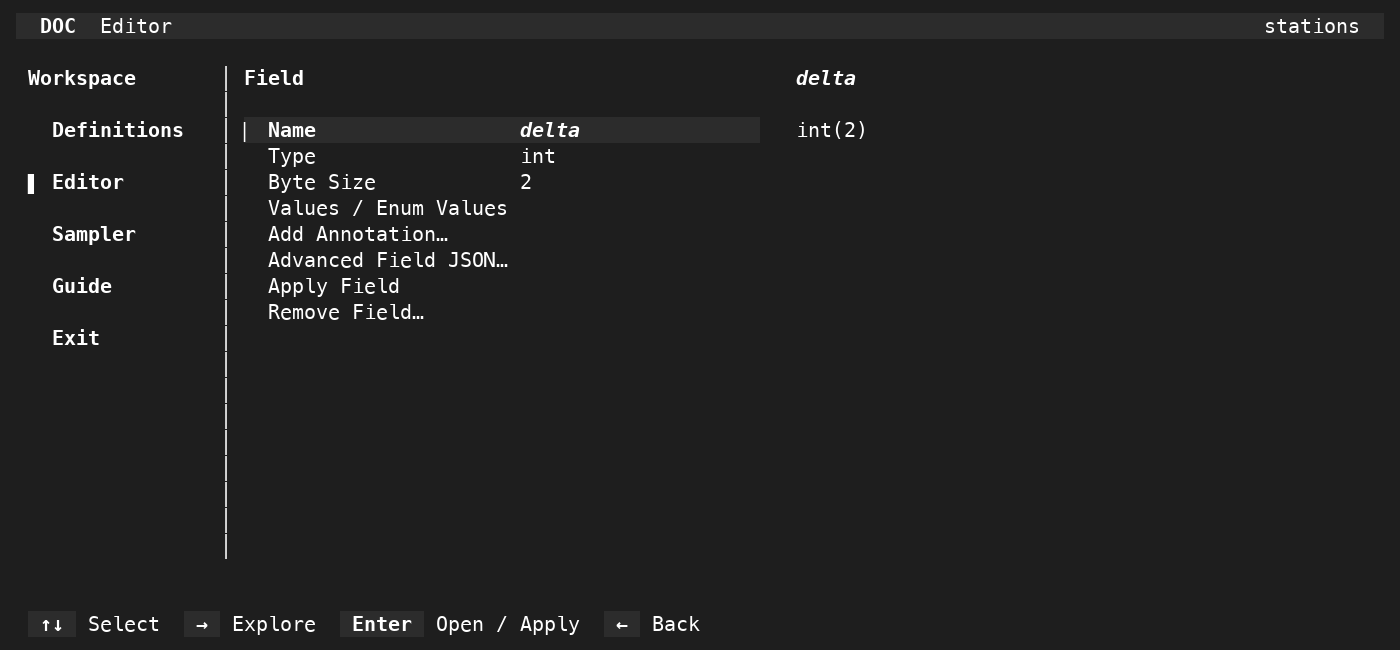 DOC Editor stations
Workspace Field delta
Definitions Name delta int(2)
Type int
Editor Byte Size 2
Values / Enum Values
Sampler Add Annotation…
Advanced Field JSON…
Guide Apply Field
Remove Field…
Exit
↑↓ Select → Explore Enter Open / Apply ← Back